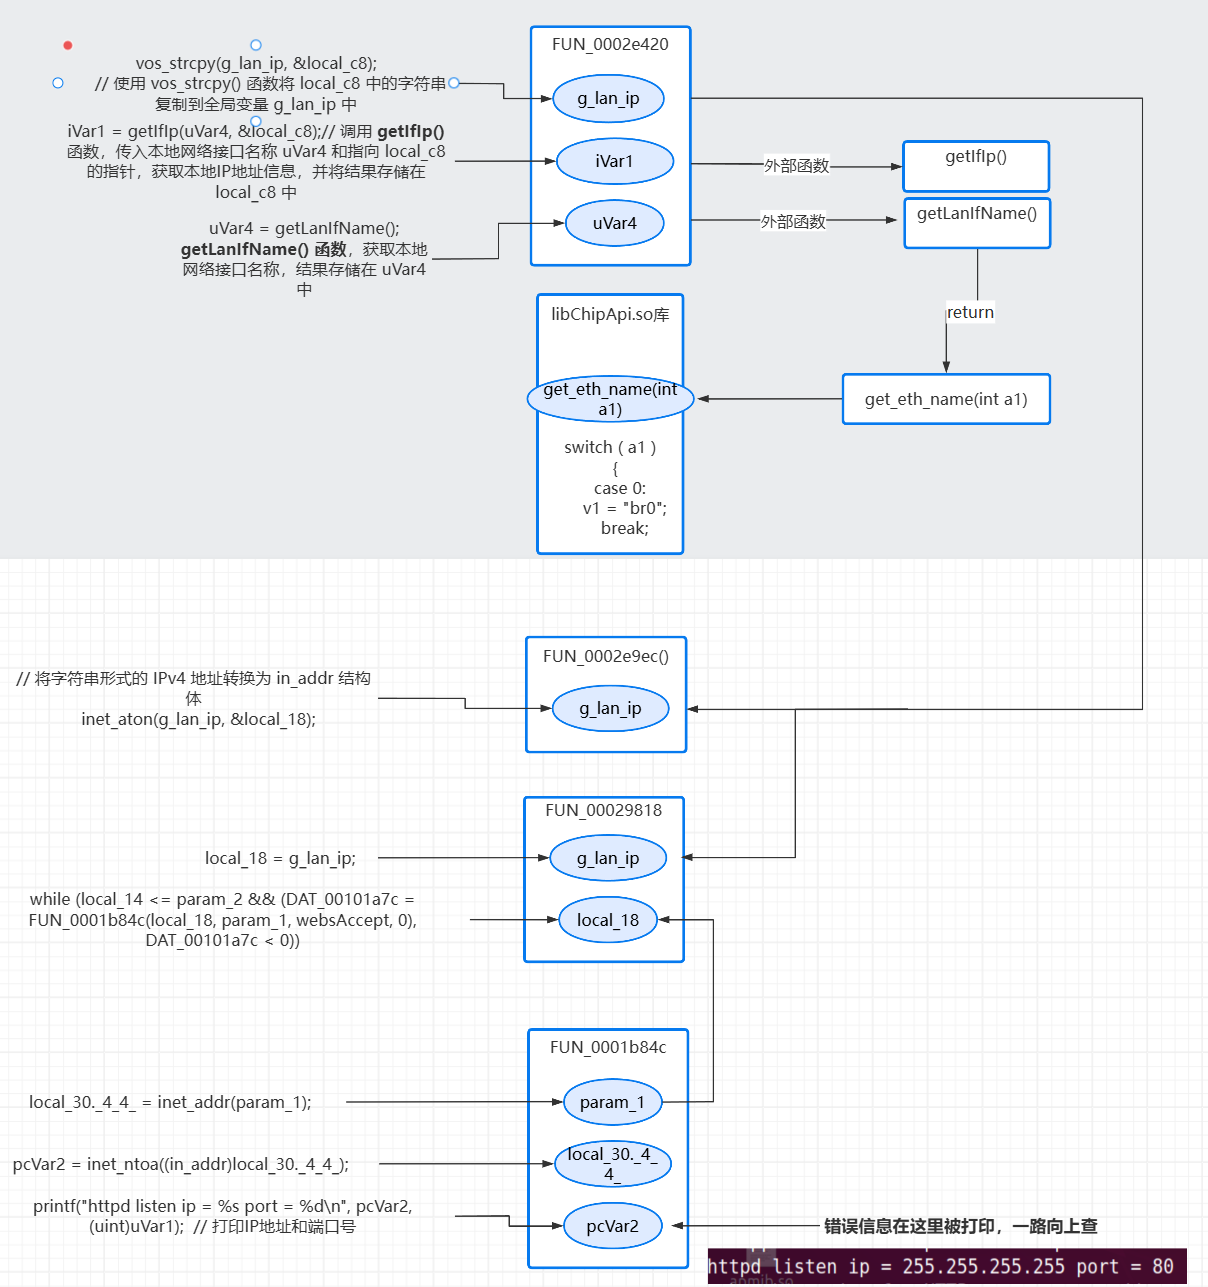 FUN_0002e420
vos_strcpy(g_lan_ip, &local_c8);
// 使用 vos_strcpy() 函数将 local_c8 中的字符串
复制到全局变量 g_lan_ip 中
g_lan_ip
iVar1 = getIfIp(uVar4, &local_c8);// 调用 getIfIp()
函数，传入本地网络接口名称 uVar4 和指向 local_c8
的指针，获取本地IP地址信息，并将结果存储在
local_c8 中
iVar1
外部函数
getIfIp()
uVar4 = getLanIfName();
getLanIfName() 函数，获取本地
网络接口名称，结果存储在 uVar4
中
uVar4
外部函数
getLanIfName()
return
libChipApi.so库
get_eth_name(int
a1)
get_eth_name(int a1)
switch ( a1 )
{
case 0:
v1 = "br0";
break;
FUN_0002e9ec()
// 将字符串形式的 IPv4 地址转换为 in_addr 结构
体
inet_aton(g_lan_ip, &local_18);
g_lan_ip
FUN_00029818
local_18 = g_lan_ip;
g_lan_ip
while (local_14 <= param_2 && (DAT_00101a7c =
FUN_0001b84c(local_18, param_1, websAccept, 0),
DAT_00101a7c < 0))
local_18
FUN_0001b84c
local_30._4_4_ = inet_addr(param_1);
param_1
pcVar2 = inet_ntoa((in_addr)local_30._4_4_);
local_30._4_
4_
printf("httpd listen ip = %s port = %d\n", pcVar2,
(uint)uVar1);  // 打印IP地址和端口号
pcVar2
错误信息在这里被打印，一路向上查
httpd listen ip = 255.255.255.255 port = 80